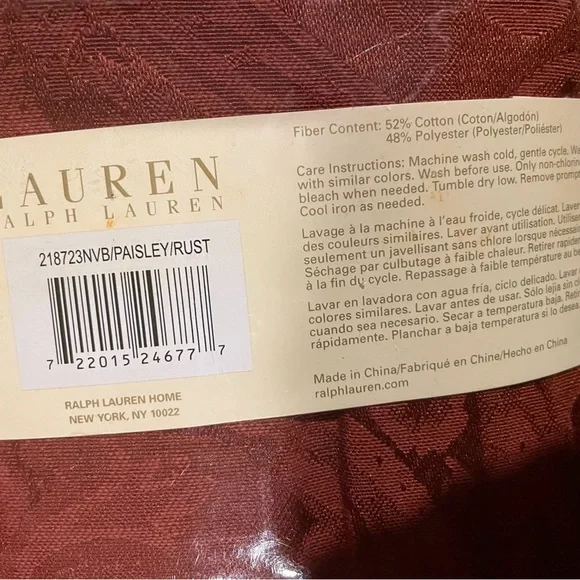 LAUREN
RALPH LAUREN
218723NVB/PAISLEY/RUST
7 22015 24677 7
RALPH LAUREN HOME
NEW YORK, NY 10022
Fiber Content: 52% Cotton (Coton/Algodón)
48% Polyester (Polyester/Poliéster)
Care Instructions: Machine wash cold, gentle cycle.
with similar colors. Wash before use. Only
bleach when needed. Tumble dry low. Remove
Cool iron as needed.
Lavage à la machine à l'eau froide, cycle délicat. Laver
des couleurs similaires. Laver avant utilisation.
seulement un javellisant sans chlore lorsque
Séchage par culbutage à faible chaleur. Retirer
à la fin du cycle. Repassage à faible température au
Lavar en lavadora con agua fría, ciclo delicado. Lavar
colores similares. Lavar antes de usar. Sólo lejía sin
cuando sea necesario. Secar a temperatura baja.
rápidamente. Planchar a baja temperatura si lo
Made in China/Fabriqué en Chine/Hecho en China
ralphlauren.com